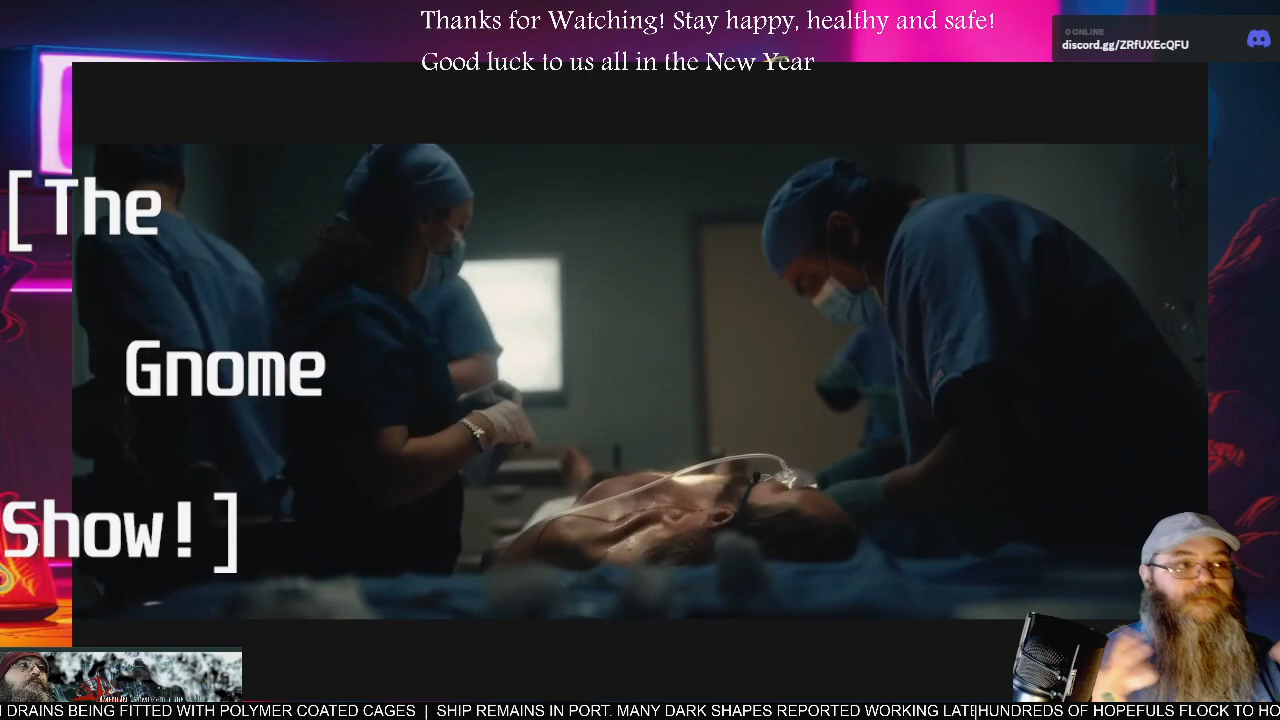 Thanks for Watching! Stay happy, healthy and safe!
Good luck to us all in the New Year
0 ONLINE
discord.gg/ZRfUXEcQFU
[The
Gnome
Show!]
DRAINS BEING FITTED WITH POLYMER COATED CAGES | SHIP REMAINS IN PORT. MANY DARK SHAPES REPORTED WORKING LATE|HUNDREDS OF HOPEFULS FLOCK TO HO